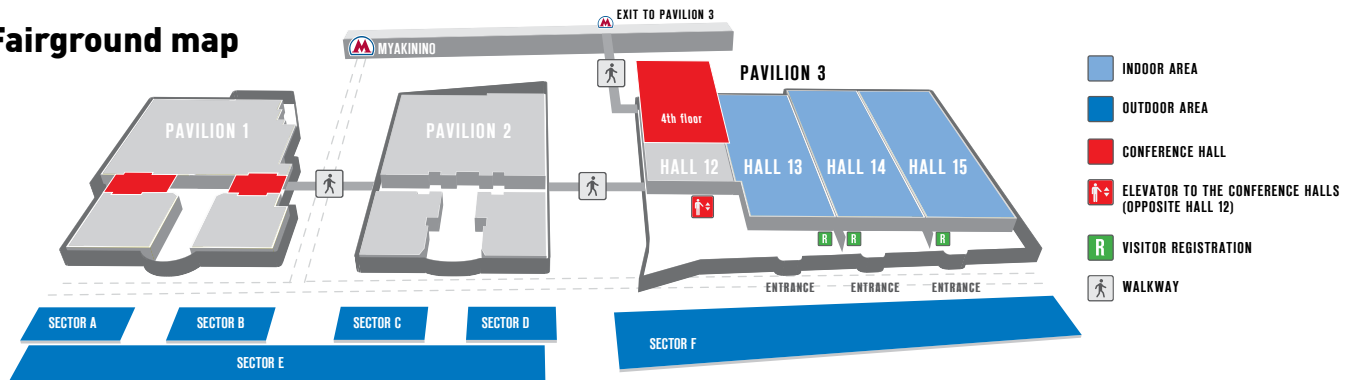 Fairground map
EXIT TO PAVILION 3
M MYAKININO
PAVILION 3
PAVILION 1
PAVILION 2
4th floor
HALL 12
HALL 13
HALL 14
HALL 15
R
R
R
ENTRANCE
ENTRANCE
ENTRANCE
SECTOR A
SECTOR B
SECTOR C
SECTOR D
SECTOR E
SECTOR F
INDOOR AREA
OUTDOOR AREA
CONFERENCE HALL
ELEVATOR TO THE CONFERENCE HALLS
(OPPOSITE HALL 12)
R VISITOR REGISTRATION
WALKWAY